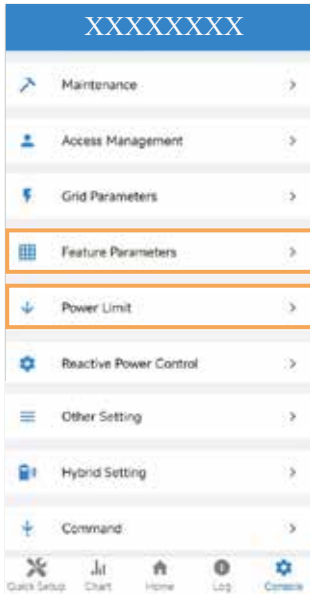 XXXXXXXX
Maintenance
Access Management
Grid Parameters
Feature Parameters
Power Limit
Reactive Power Control
Other Setting
Hybrid Setting
Command
Quick Setup Chart Home Log Console